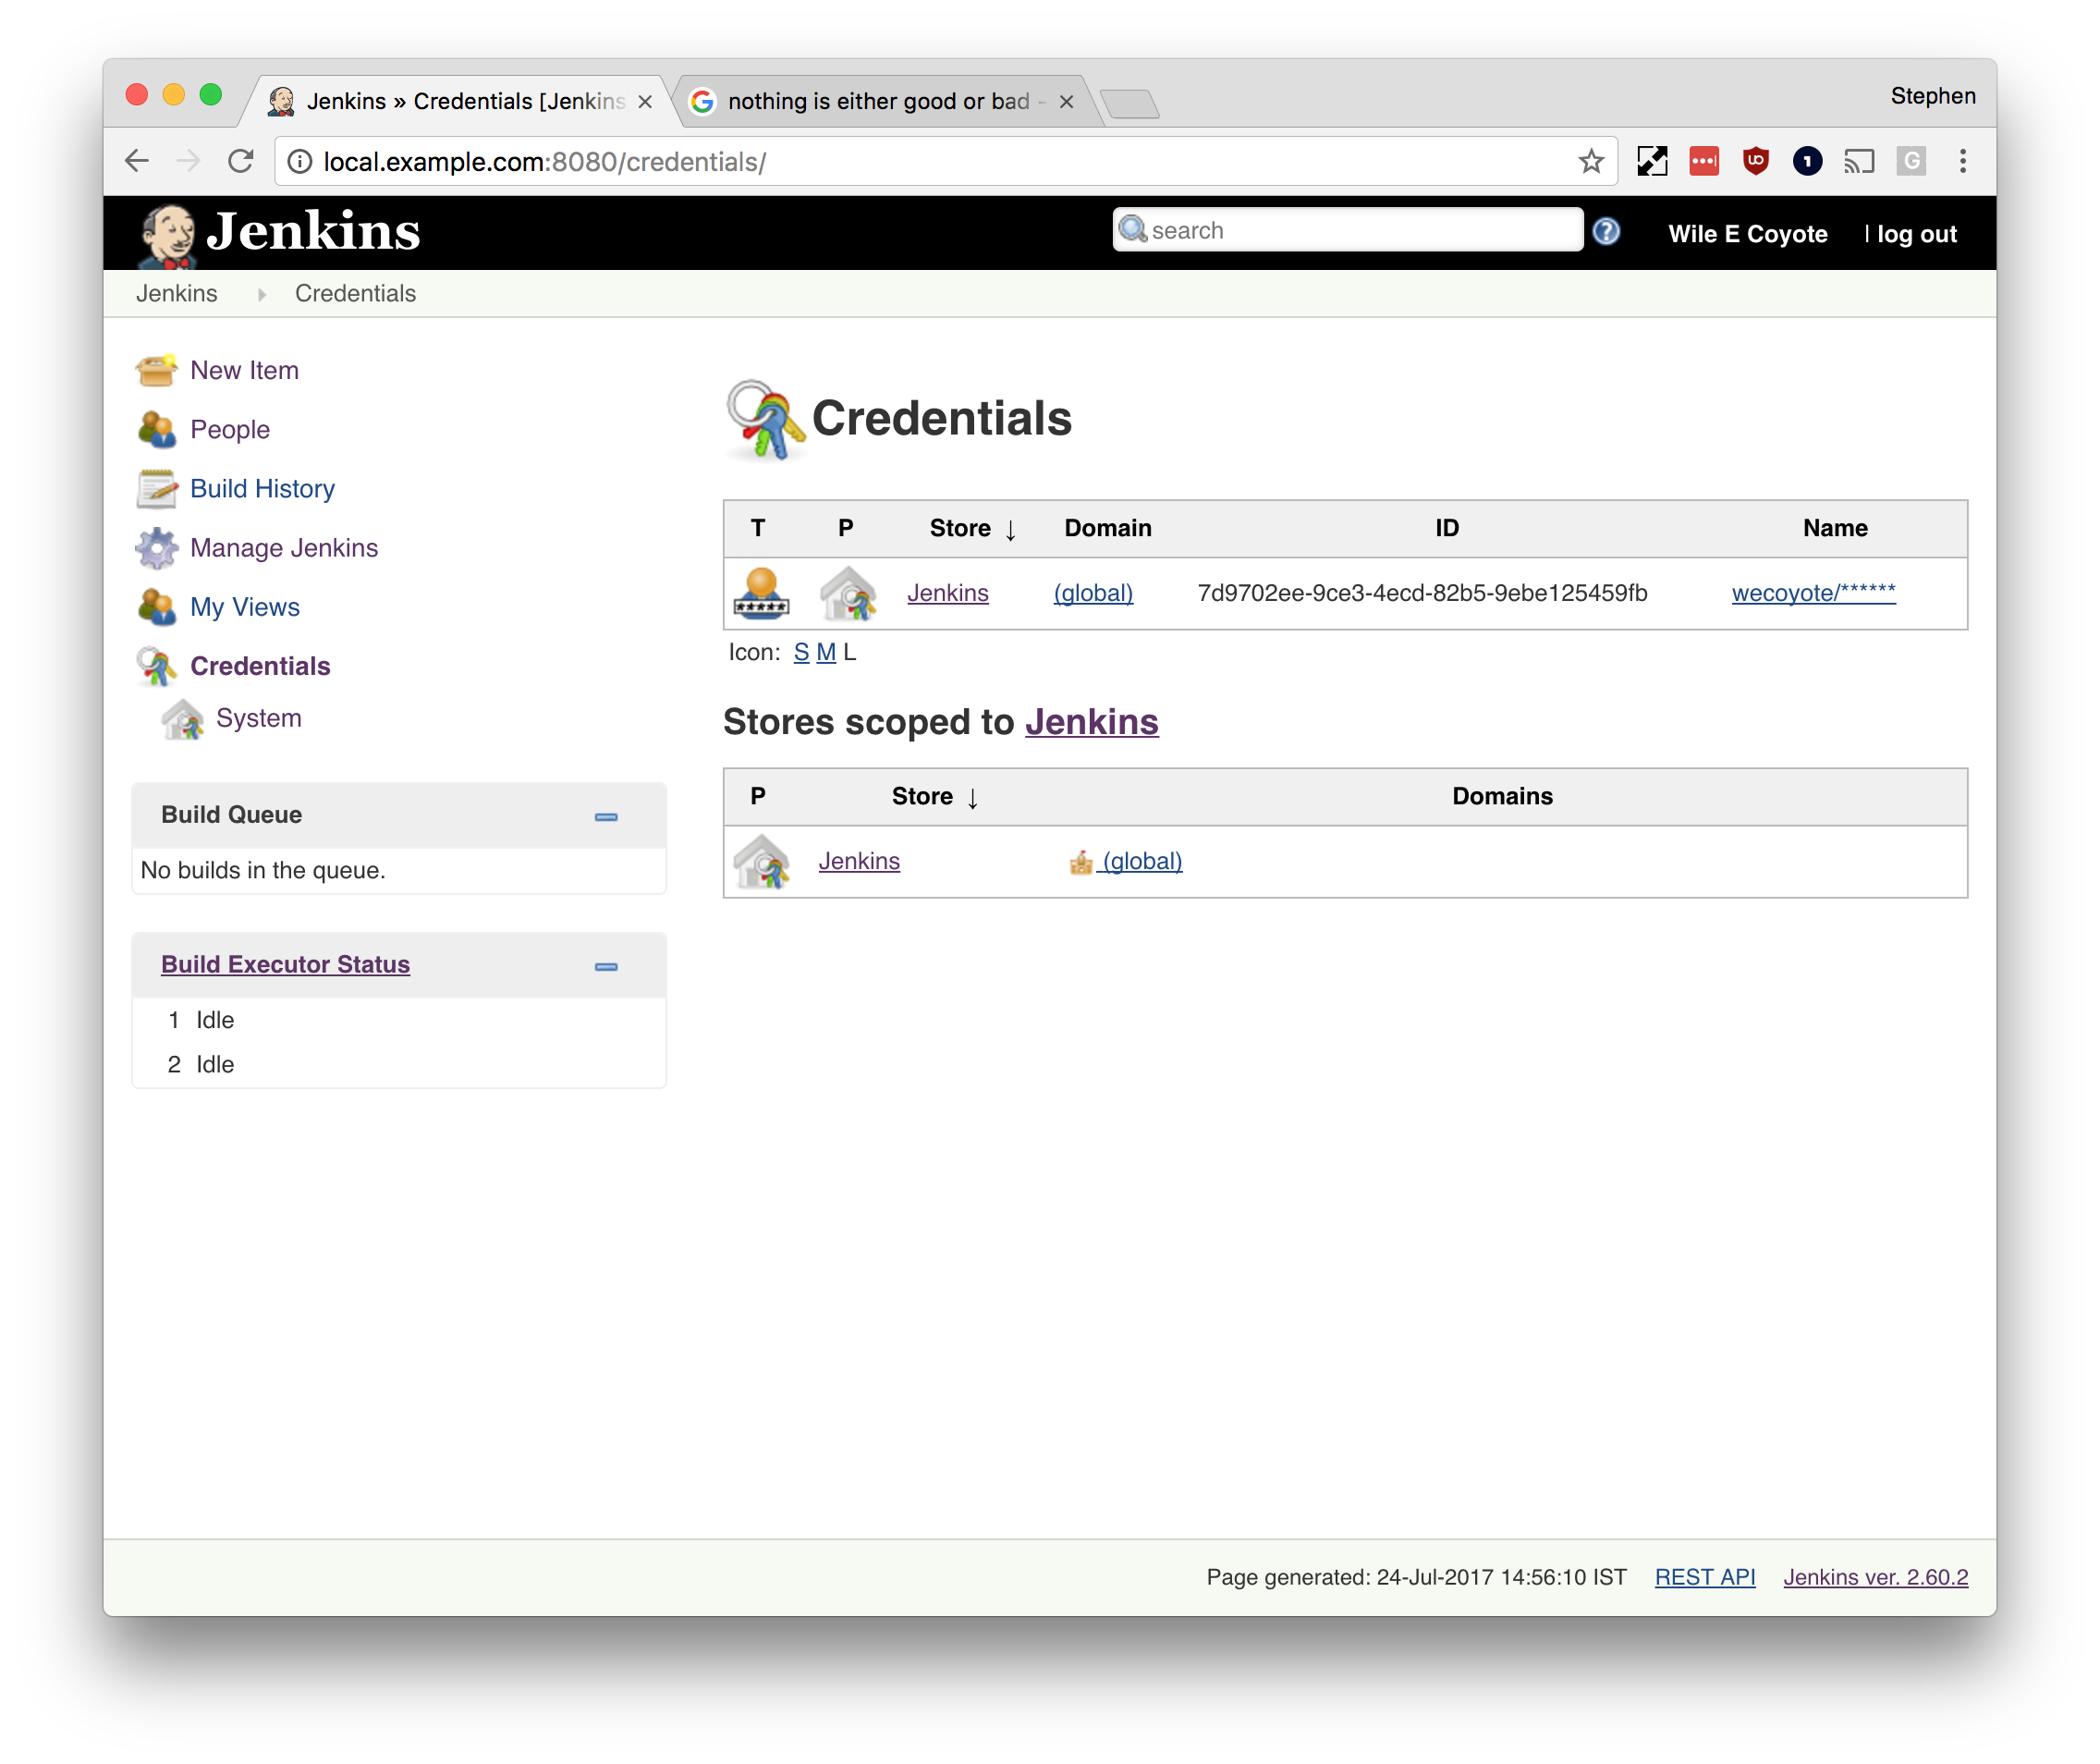 Jenkins » Credentials [Jenkins
nothing is either good or bad -
Stephen
local.example.com:8080/credentials/
Jenkins
search
Wile E Coyote
| log out
Jenkins
Credentials
New Item
People
Build History
Manage Jenkins
My Views
Credentials
System
Build Queue
No builds in the queue.
Build Executor Status
1 Idle
2 Idle
Credentials
T P Store ↓ Domain ID Name
Jenkins (global) 7d9702ee-9ce3-4ecd-82b5-9ebe125459fb wecoyote/******
Icon: S M L
Stores scoped to Jenkins
P Store ↓ Domains
Jenkins (global)
Page generated: 24-Jul-2017 14:56:10 IST REST API Jenkins ver. 2.60.2